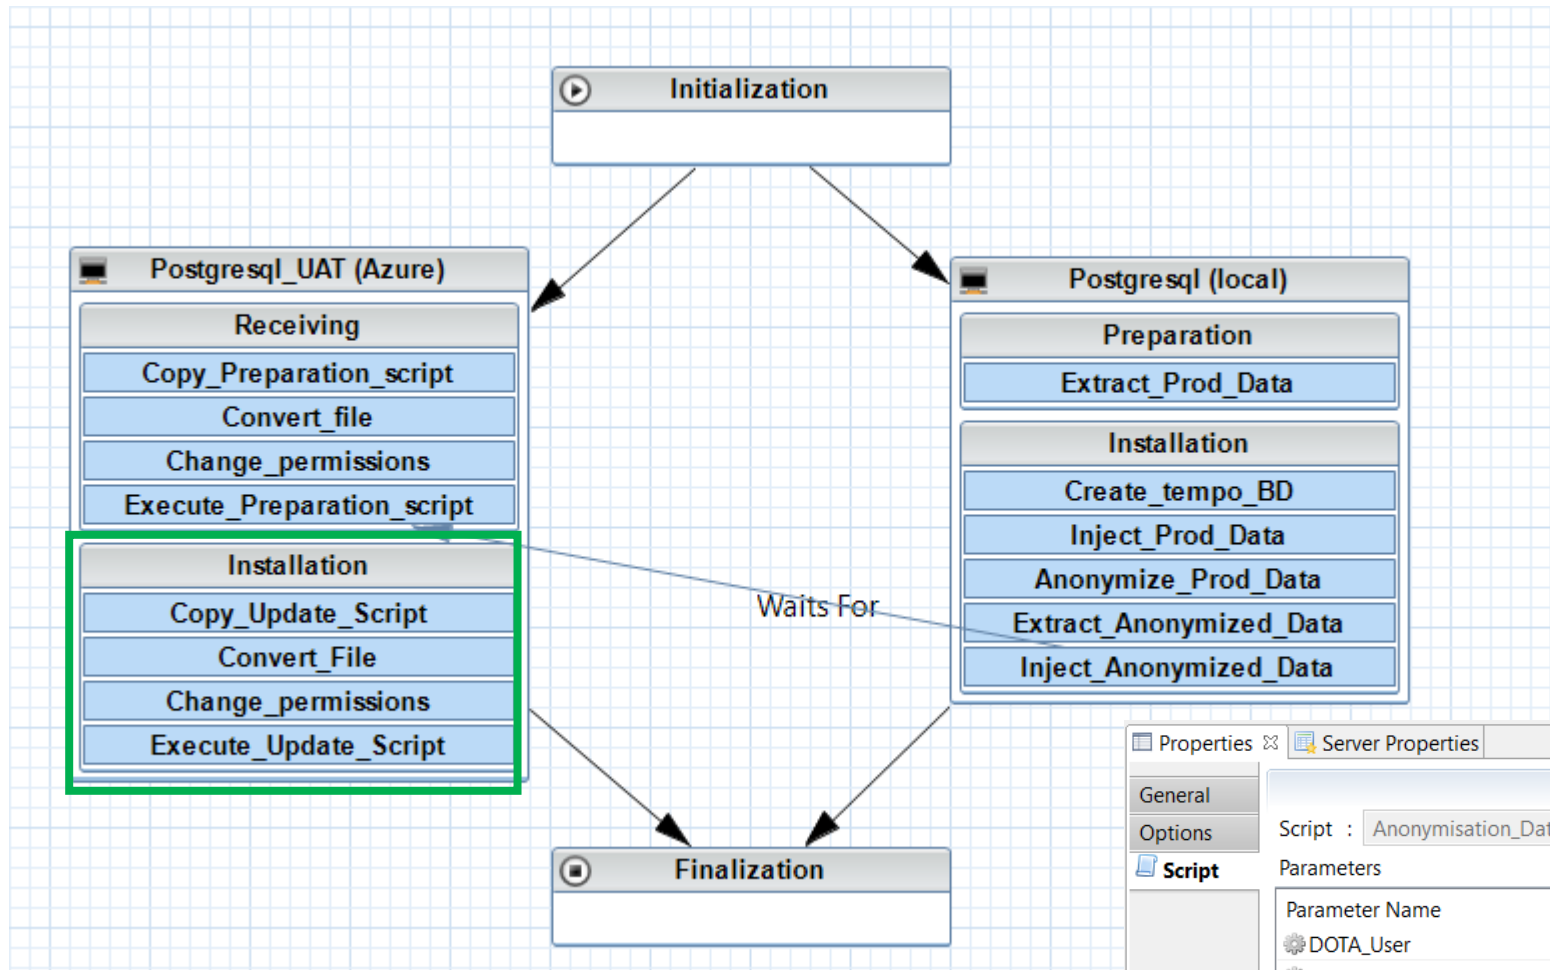 Initialization
Postgresql_UAT (Azure)
Receiving
Copy_Preparation_script
Convert_file
Change_permissions
Execute_Preparation_script
Installation
Copy_Update_Script
Convert_File
Change_permissions
Execute_Update_Script
Waits For
Postgresql (local)
Preparation
Extract_Prod_Data
Installation
Create_tempo_BD
Inject_Prod_Data
Anonymize_Prod_Data
Extract_Anonymized_Data
Inject_Anonymized_Data
Finalization
Properties Server Properties
General
Options
Script
Script : Anonymisation_Dat
Parameters
Parameter Name
DOTA_User